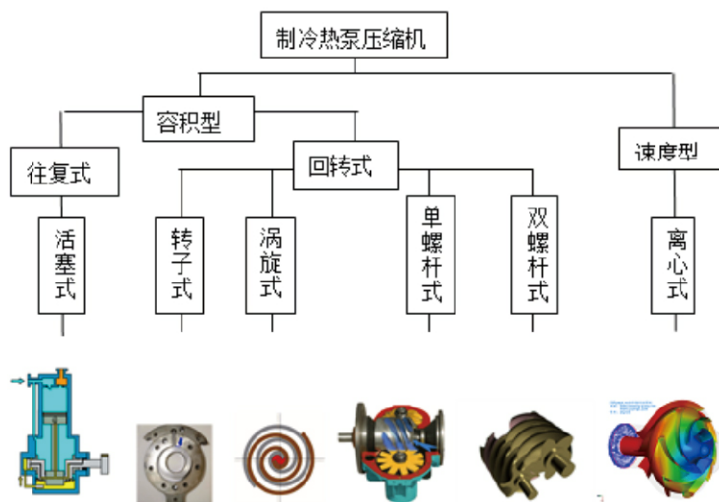 制冷热泵压缩机
容积型
往复式
回转式
速度型
活塞式
转子式
涡旋式
单螺杆式
双螺杆式
离心式